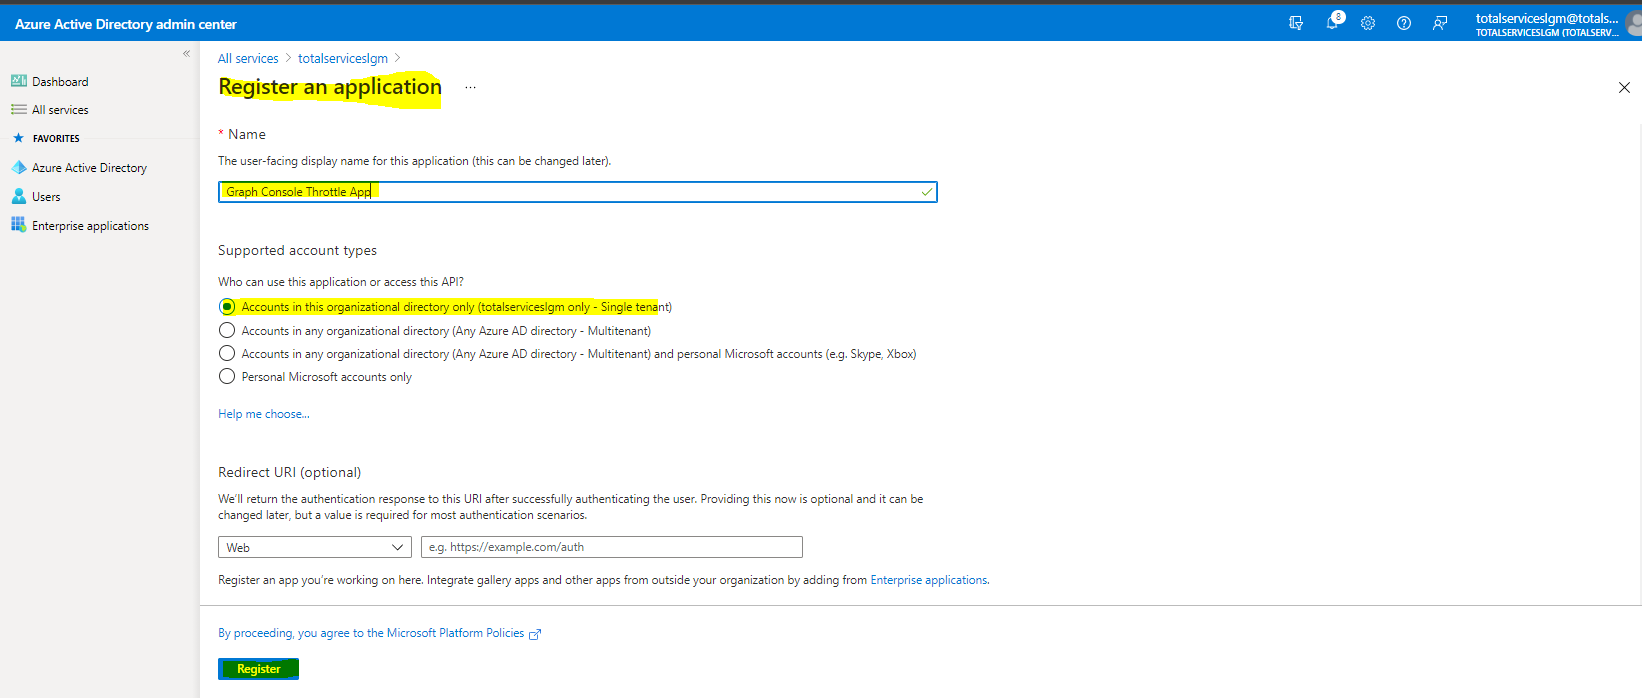 Azure Active Directory admin center
8
totalserviceslgm@totals...
TOTALSERVICESLGM (TOTALSERV...
Dashboard
All services
FAVORITES
Azure Active Directory
Users
Enterprise applications
All services > totalserviceslgm >
Register an application ...
* Name
The user-facing display name for this application (this can be changed later).
Graph Console Throttle App
Supported account types
Who can use this application or access this API?
Accounts in this organizational directory only (totalserviceslgm only - Single tenant)
Accounts in any organizational directory (Any Azure AD directory - Multitenant)
Accounts in any organizational directory (Any Azure AD directory - Multitenant) and personal Microsoft accounts (e.g. Skype, Xbox)
Personal Microsoft accounts only
Help me choose...
Redirect URI (optional)
We'll return the authentication response to this URI after successfully authenticating the user. Providing this now is optional and it can be
changed later, but a value is required for most authentication scenarios.
Web e.g. https://example.com/auth
Register an app you're working on here. Integrate gallery apps and other apps from outside your organization by adding from Enterprise applications.
By proceeding, you agree to the Microsoft Platform Policies
Register